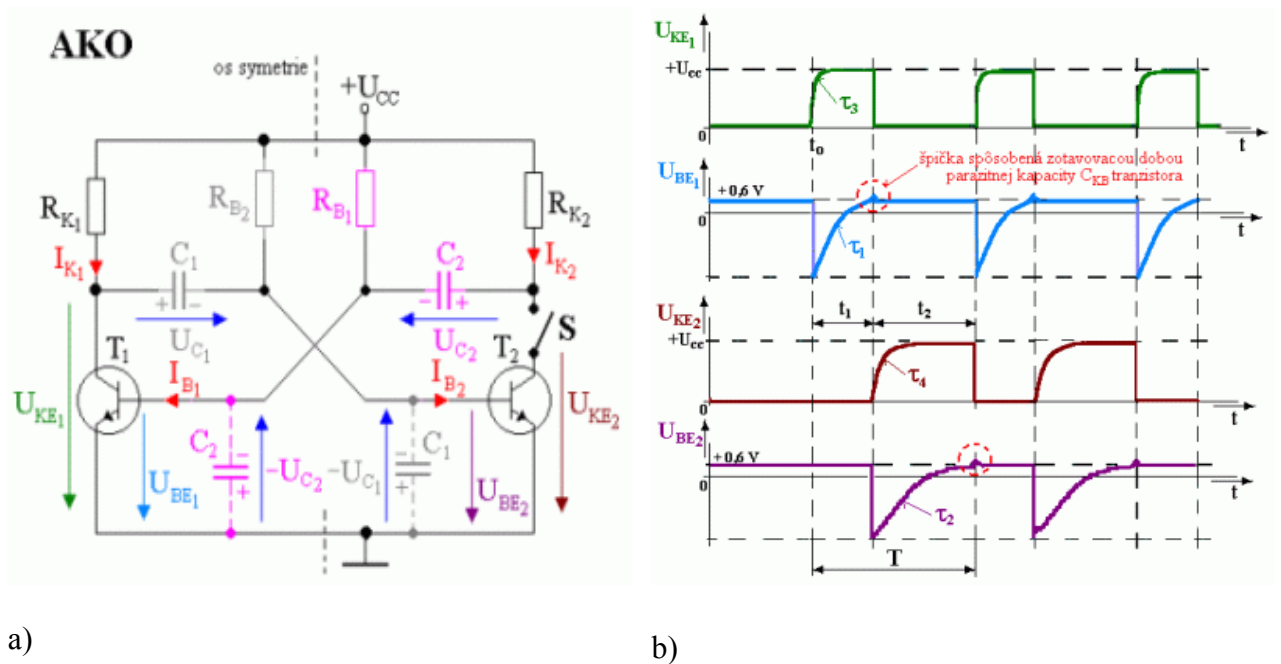 AKO
os symetrie
+U_CC
R_K1
R_B2
R_B1
R_K2
I_K1
C_1
C_2
I_K2
+ −
− +
S
U_C1
U_C2
T_1
T_2
I_B1
I_B2
U_KE1
U_KE2
C_2
−
+
−U_C2
−U_C1
−
+
C_1
U_BE1
U_BE2
a)
U_KE1
+U_cc
τ_3
0
t_0
t
U_BE1
špička spôsobená zotavovacou dobou
parazitnej kapacity C_KB tranzistora
+0,6 V
0
τ_1
t
U_KE2
t_1
t_2
+U_cc
τ_4
0
t
U_BE2
+0,6 V
0
t
τ_2
T
b)